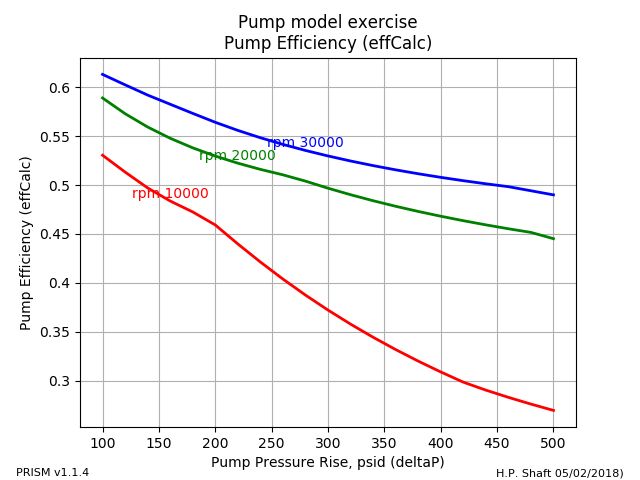 Pump model exercise
Pump Efficiency (effCalc)
Pump Efficiency (effCalc)
0.6
0.55
0.5
0.45
0.4
0.35
0.3
rpm 30000
rpm 20000
rpm 10000
100 150 200 250 300 350 400 450 500
Pump Pressure Rise, psid (deltaP)
PRISM v1.1.4
H.P. Shaft 05/02/2018)